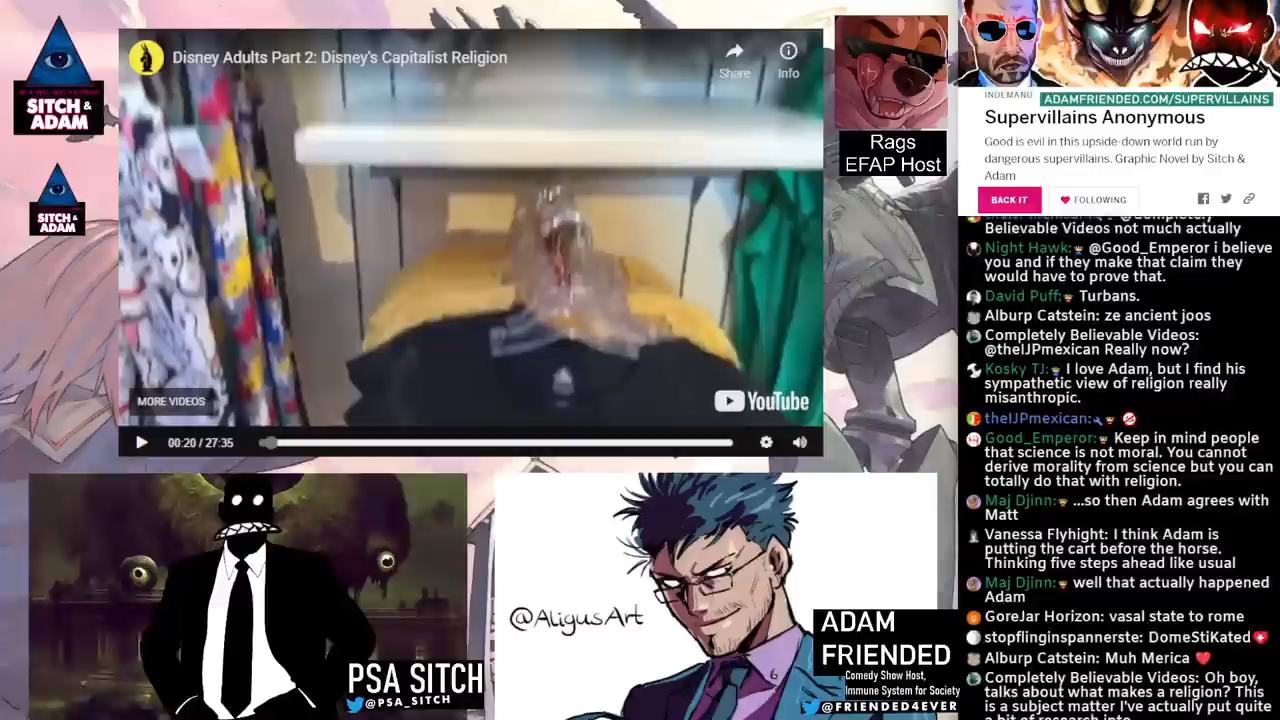 SITCH &
ADAM
SITCH &
ADAM
Disney Adults Part 2: Disney's Capitalist Religion
Share
Info
MORE VIDEOS
YouTube
00:20 / 27:35
Rags
EFAP Host
INDEMAND
ADAMFRIENDED.COM/SUPERVILLAINS
Supervillains Anonymous
Good is evil in this upside-down world run by
dangerous supervillains. Graphic Novel by Sitch &
Adam
BACK IT
FOLLOWING
Believable Videos not much actually
Night Hawk: @Good_Emperor i believe
you and if they make that claim they
would have to prove that.
David Puff: Turbans.
Alburp Catstein: ze ancient joos
Completely Believable Videos:
@theIJPmexican Really now?
Kosky TJ: I love Adam, but I find his
sympathetic view of religion really
misanthropic.
theIJPmexican:
Good_Emperor: Keep in mind people
that science is not moral. You cannot
derive morality from science but you can
totally do that with religion.
Maj Djinn: ...so then Adam agrees with
Matt
Vanessa Flyhight: I think Adam is
putting the cart before the horse.
Thinking five steps ahead like usual
Maj Djinn: well that actually happened
Adam
GoreJar Horizon: vasal state to rome
stopflinginspannerste: DomeStiKated
Alburp Catstein: Muh Merica
Completely Believable Videos: Oh boy,
talks about what makes a religion? This
is a subject matter I've actually put quite
PSA SITCH
@PSA_SITCH
@AligusArt
ADAM
FRIENDED
Comedy Show Host,
Immune System for Society
@FRIENDED4EVER